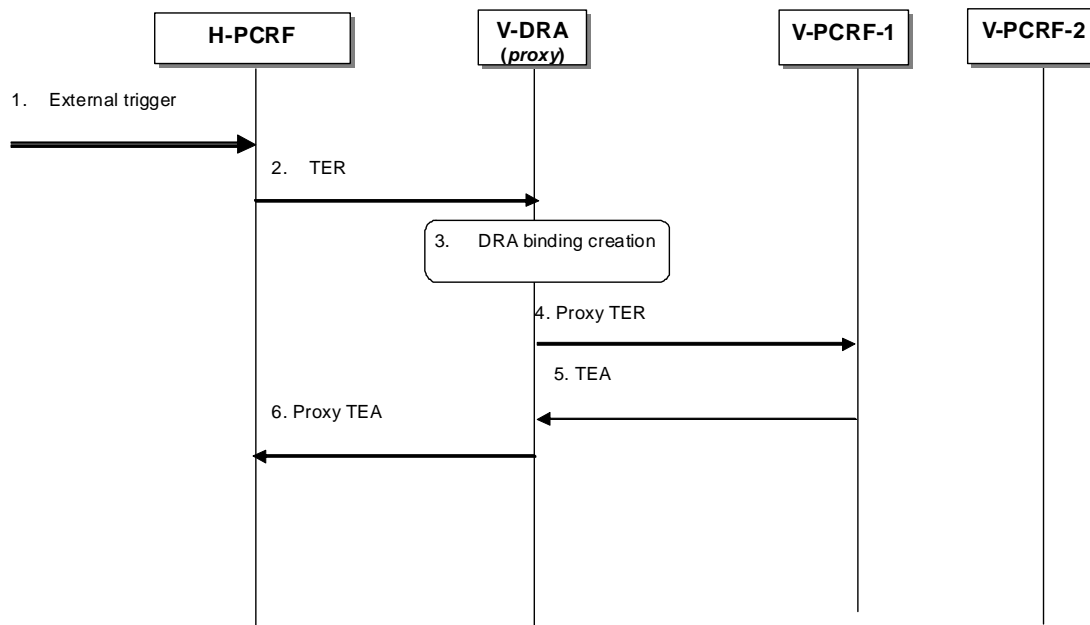 H-PCRF
V-DRA
(proxy)
V-PCRF-1
V-PCRF-2
1. External trigger
2. TER
3. DRA binding creation
4. Proxy TER
5. TEA
6. Proxy TEA